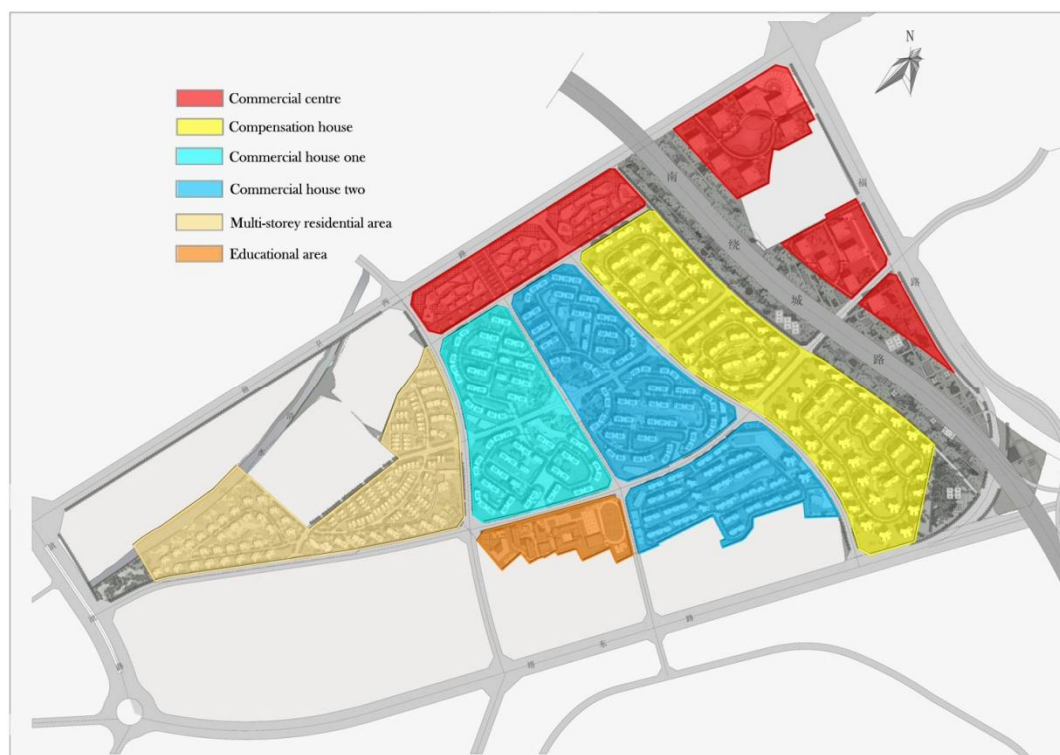 N
Commercial centre
Compensation house
Commercial house one
Commercial house two
Multi-storey residential area
Educational area
南
绕
城
路
福
路
路
西
东
路